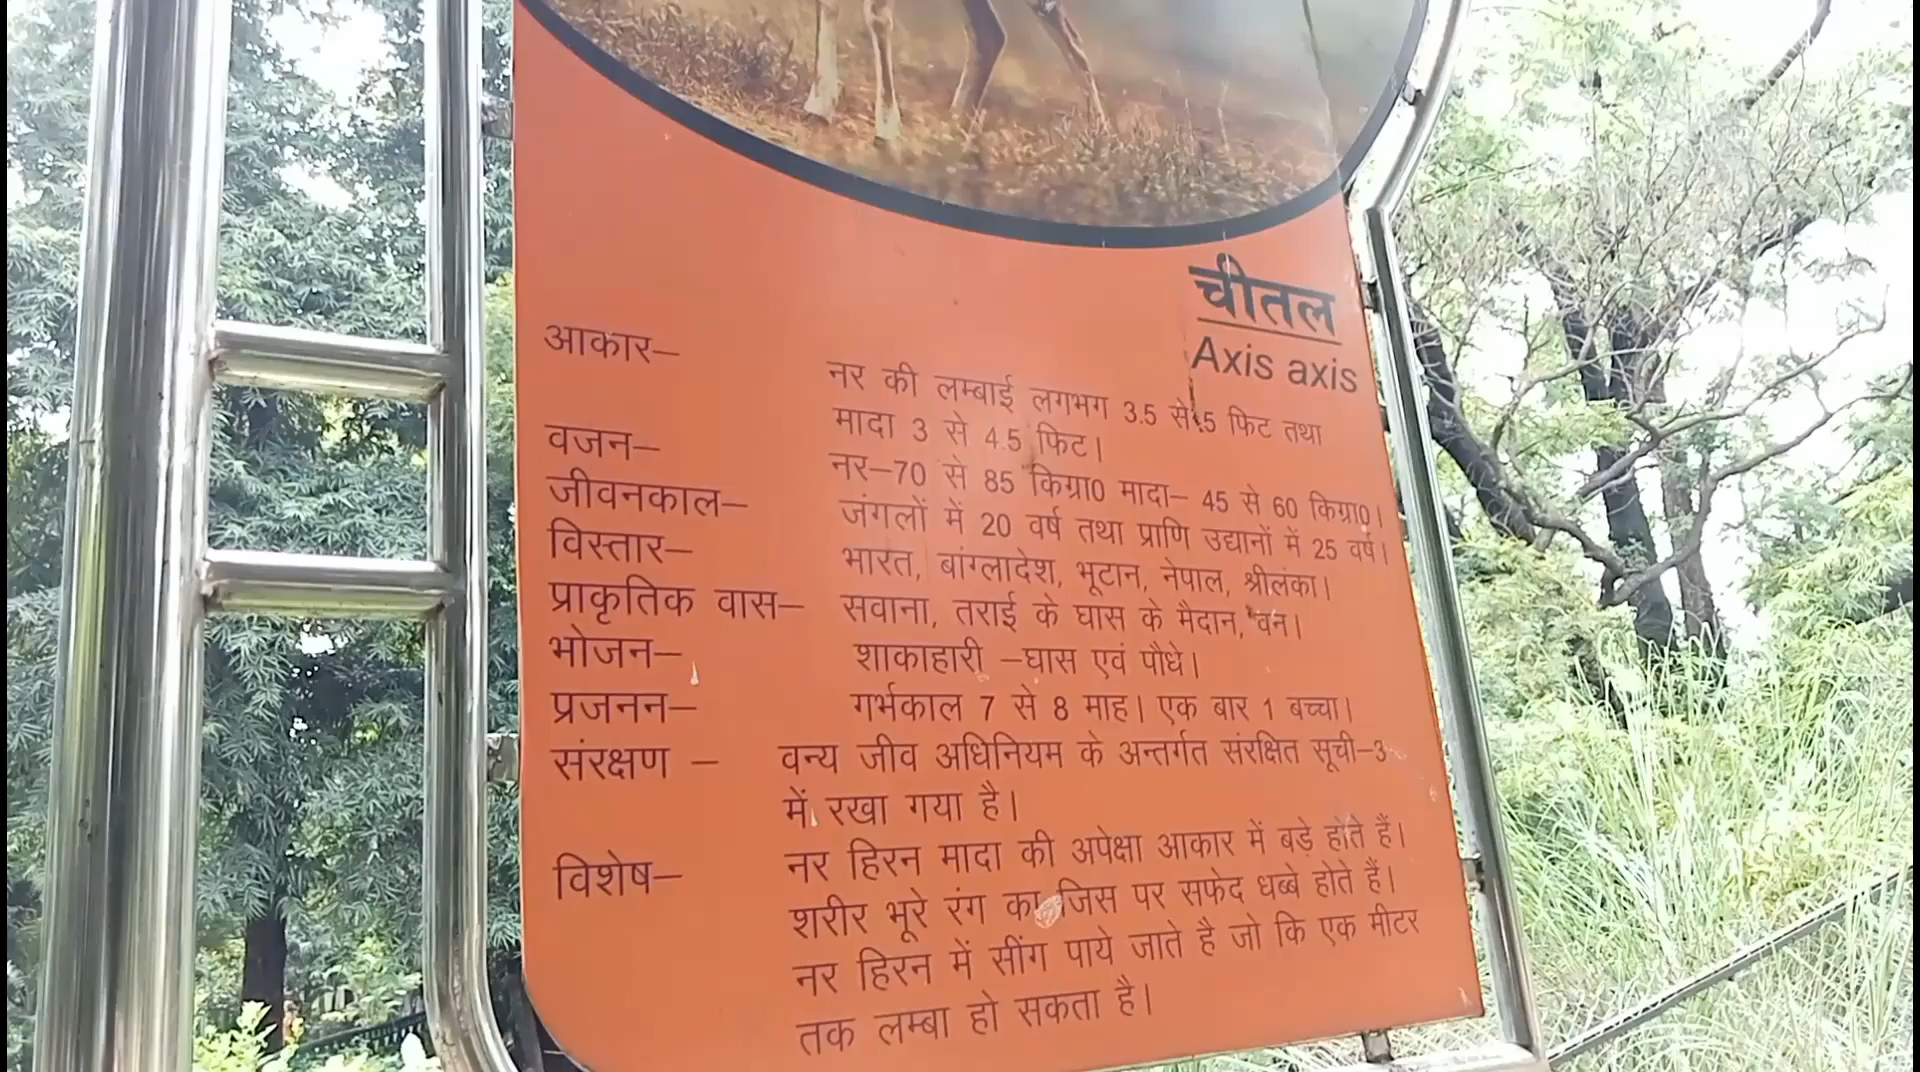 चीतल
Axis axis
आकार–
नर की लम्बाई लगभग 3.5 से 5 फिट तथा
मादा 3 से 4.5 फिट।
वजन– नर–70 से 85 किग्रा0 मादा– 45 से 60 किग्रा0।
जीवनकाल– जंगलों में 20 वर्ष तथा प्राणि उद्यानों में 25 वर्ष।
विस्तार– भारत, बांग्लादेश, भूटान, नेपाल, श्रीलंका।
प्राकृतिक वास– सवाना, तराई के घास के मैदान, वन।
भोजन– शाकाहारी –घास एवं पौधे।
प्रजनन– गर्भकाल 7 से 8 माह। एक बार 1 बच्चा।
संरक्षण – वन्य जीव अधिनियम के अन्तर्गत संरक्षित सूची–3
में रखा गया है।
विशेष– नर हिरन मादा की अपेक्षा आकार में बड़े होते हैं।
शरीर भूरे रंग का जिस पर सफेद धब्बे होते हैं।
नर हिरन में सींग पाये जाते है जो कि एक मीटर
तक लम्बा हो सकता है।